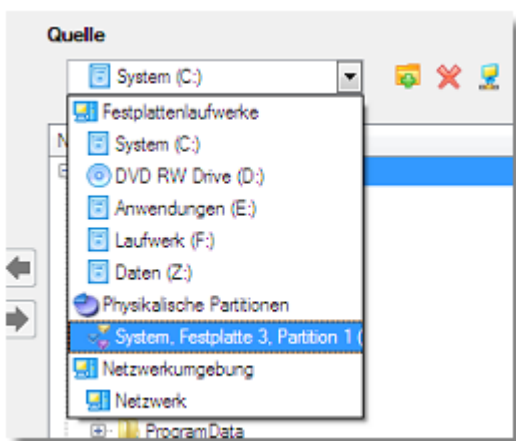 Quelle
System (C:)
Festplattenlaufwerke
System (C:)
DVD RW Drive (D:)
Anwendungen (E:)
Laufwerk (F:)
Daten (Z:)
Physikalische Partitionen
System, Festplatte 3, Partition 1 (
Netzwerkumgebung
Netzwerk
ProgramData